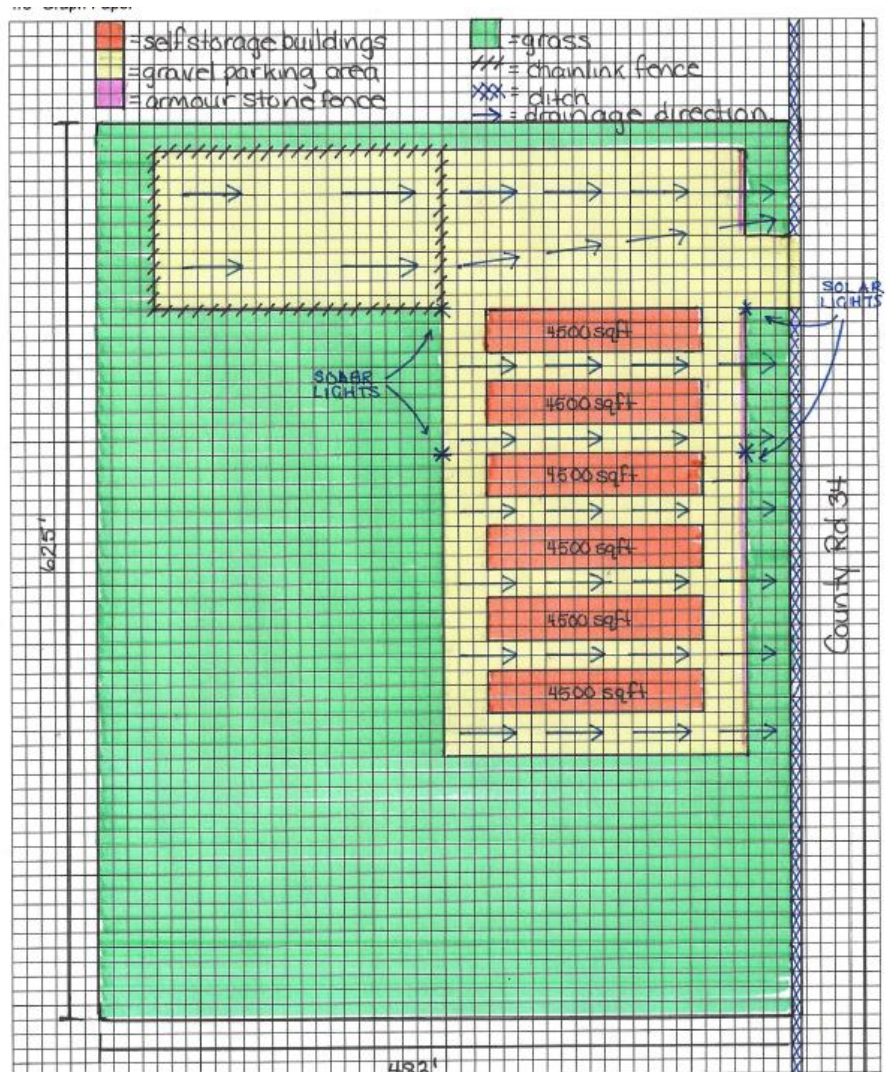 =self storage buildings
=gravel parking area
=armour stone fence
=grass
=chainlink fence
=ditch
=drainage direction
SOLAR
LIGHTS
4500 sqft
4500 sqft
SOLAR
LIGHTS
4500 sqft
4500 sqft
4500 sqft
4500 sqft
625'
County Rd 34
482'